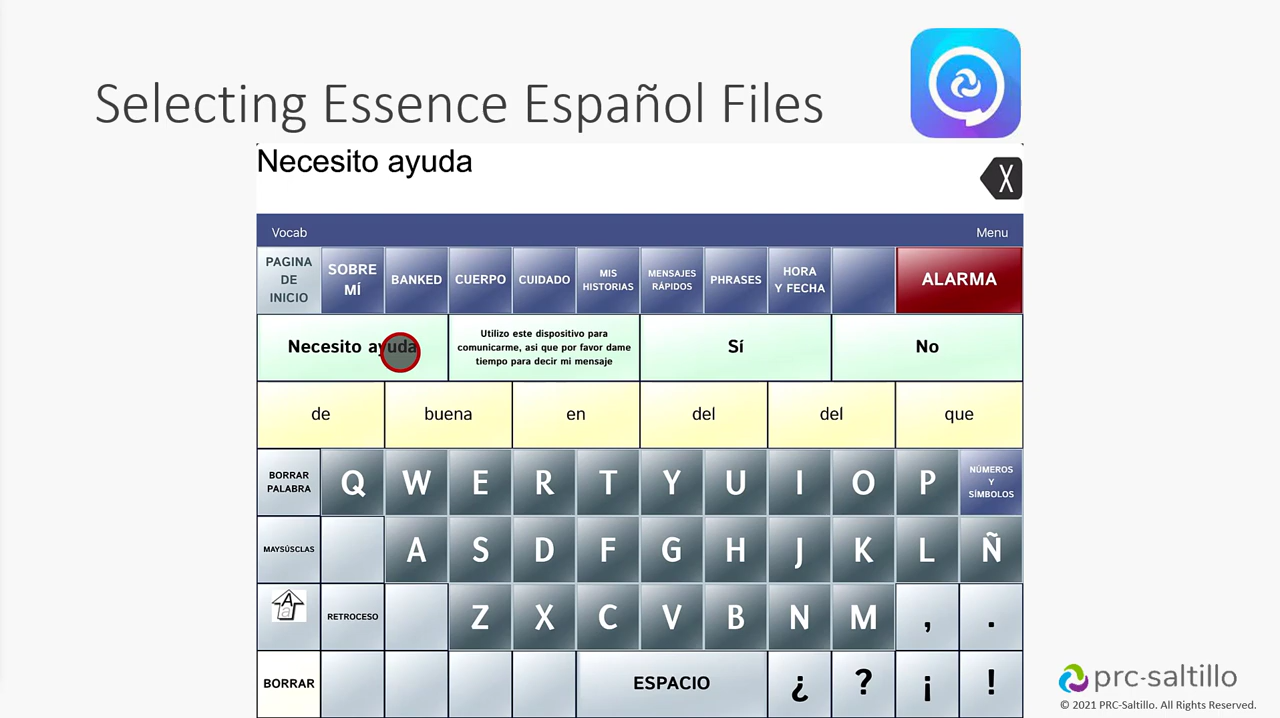 Selecting Essence Español Files
Necesito ayuda
X
Vocab
Menu
PAGINA DE INICIO
SOBRE MÍ
BANKED
CUERPO
CUIDADO
MIS HISTORIAS
MENSAJES RÁPIDOS
PHRASES
HORA Y FECHA
ALARMA
Necesito ayuda
Utilizo este dispositivo para
comunicarme, asi que por favor dame
tiempo para decir mi mensaje
Sí
No
de
buena
en
del
del
que
BORRAR PALABRA
Q W E R T Y U I O P
NÚMEROS Y SÍMBOLOS
MAYSÚSCLAS
A S D F G H J K L Ñ
A
a
RETROCESO
Z X C V B N M , .
BORRAR
ESPACIO
¿ ? ¡ !
prc-saltillo
© 2021 PRC-Saltillo. All Rights Reserved.